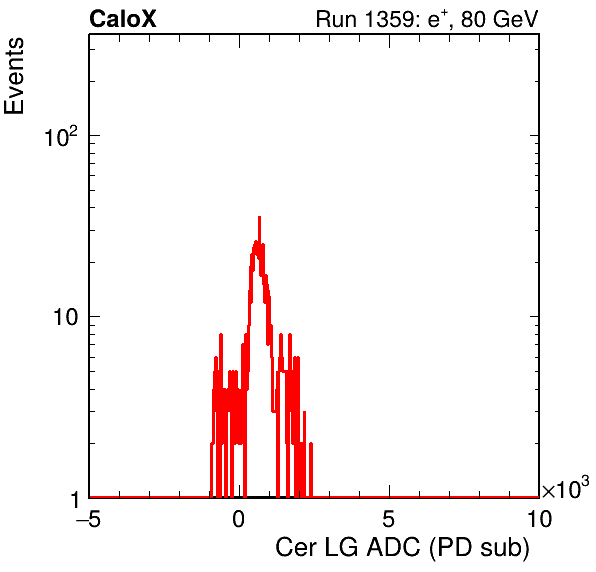 CaloX Run 1359: e⁺, 80 GeV
Events
10²
10
1
−5 0 5 10
×10³
Cer LG ADC (PD sub)